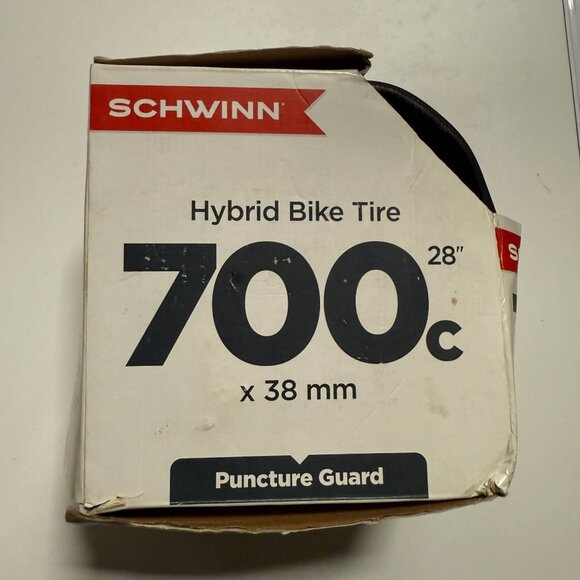 SCHWINN
Hybrid Bike Tire
700c
28"
x 38 mm
Puncture Guard